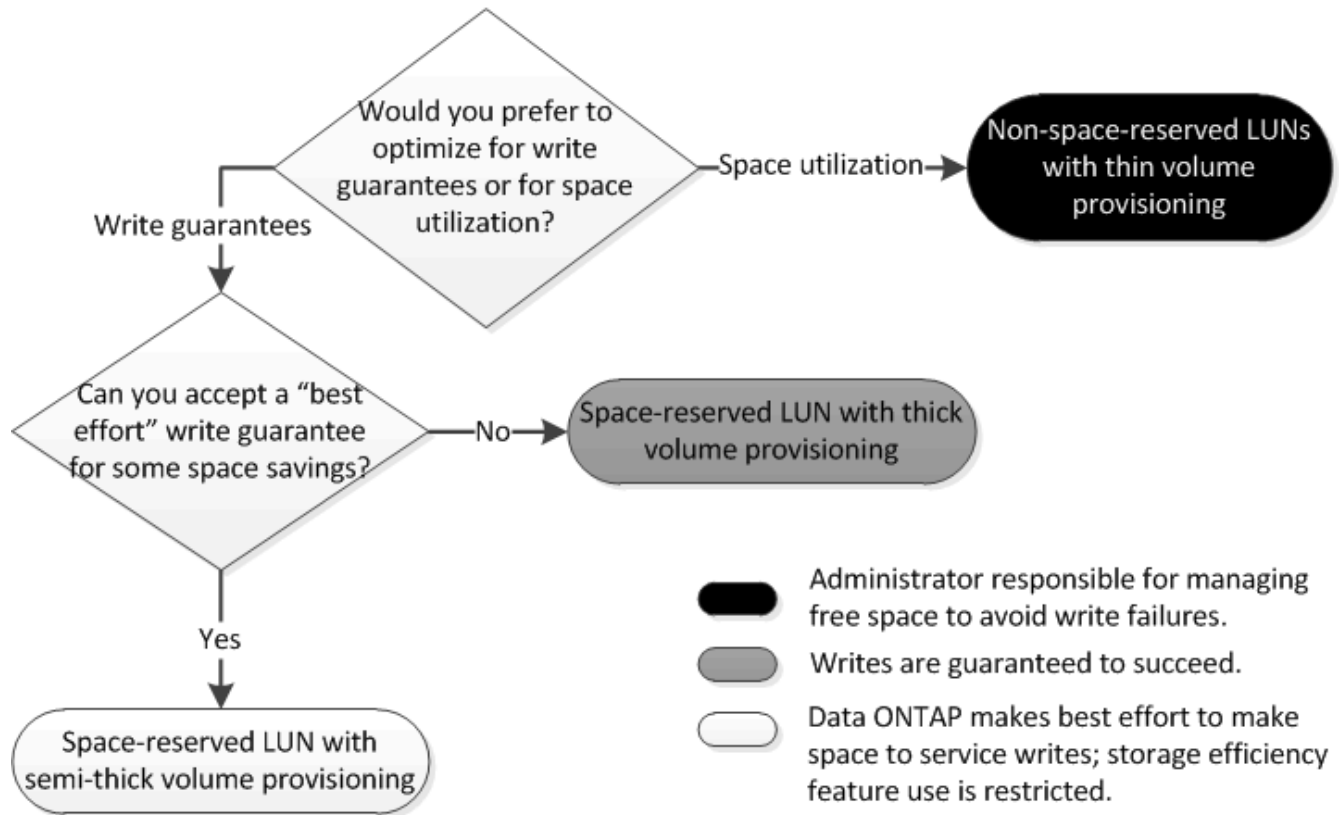 Would you prefer to
optimize for write
guarantees or for space
utilization?
Space utilization
Non-space-reserved LUNs
with thin volume
provisioning
Write guarantees
Can you accept a “best
effort” write guarantee
for some space savings?
No
Space-reserved LUN with thick
volume provisioning
Yes
Space-reserved LUN with
semi-thick volume provisioning
Administrator responsible for managing
free space to avoid write failures.
Writes are guaranteed to succeed.
Data ONTAP makes best effort to make
space to service writes; storage efficiency
feature use is restricted.